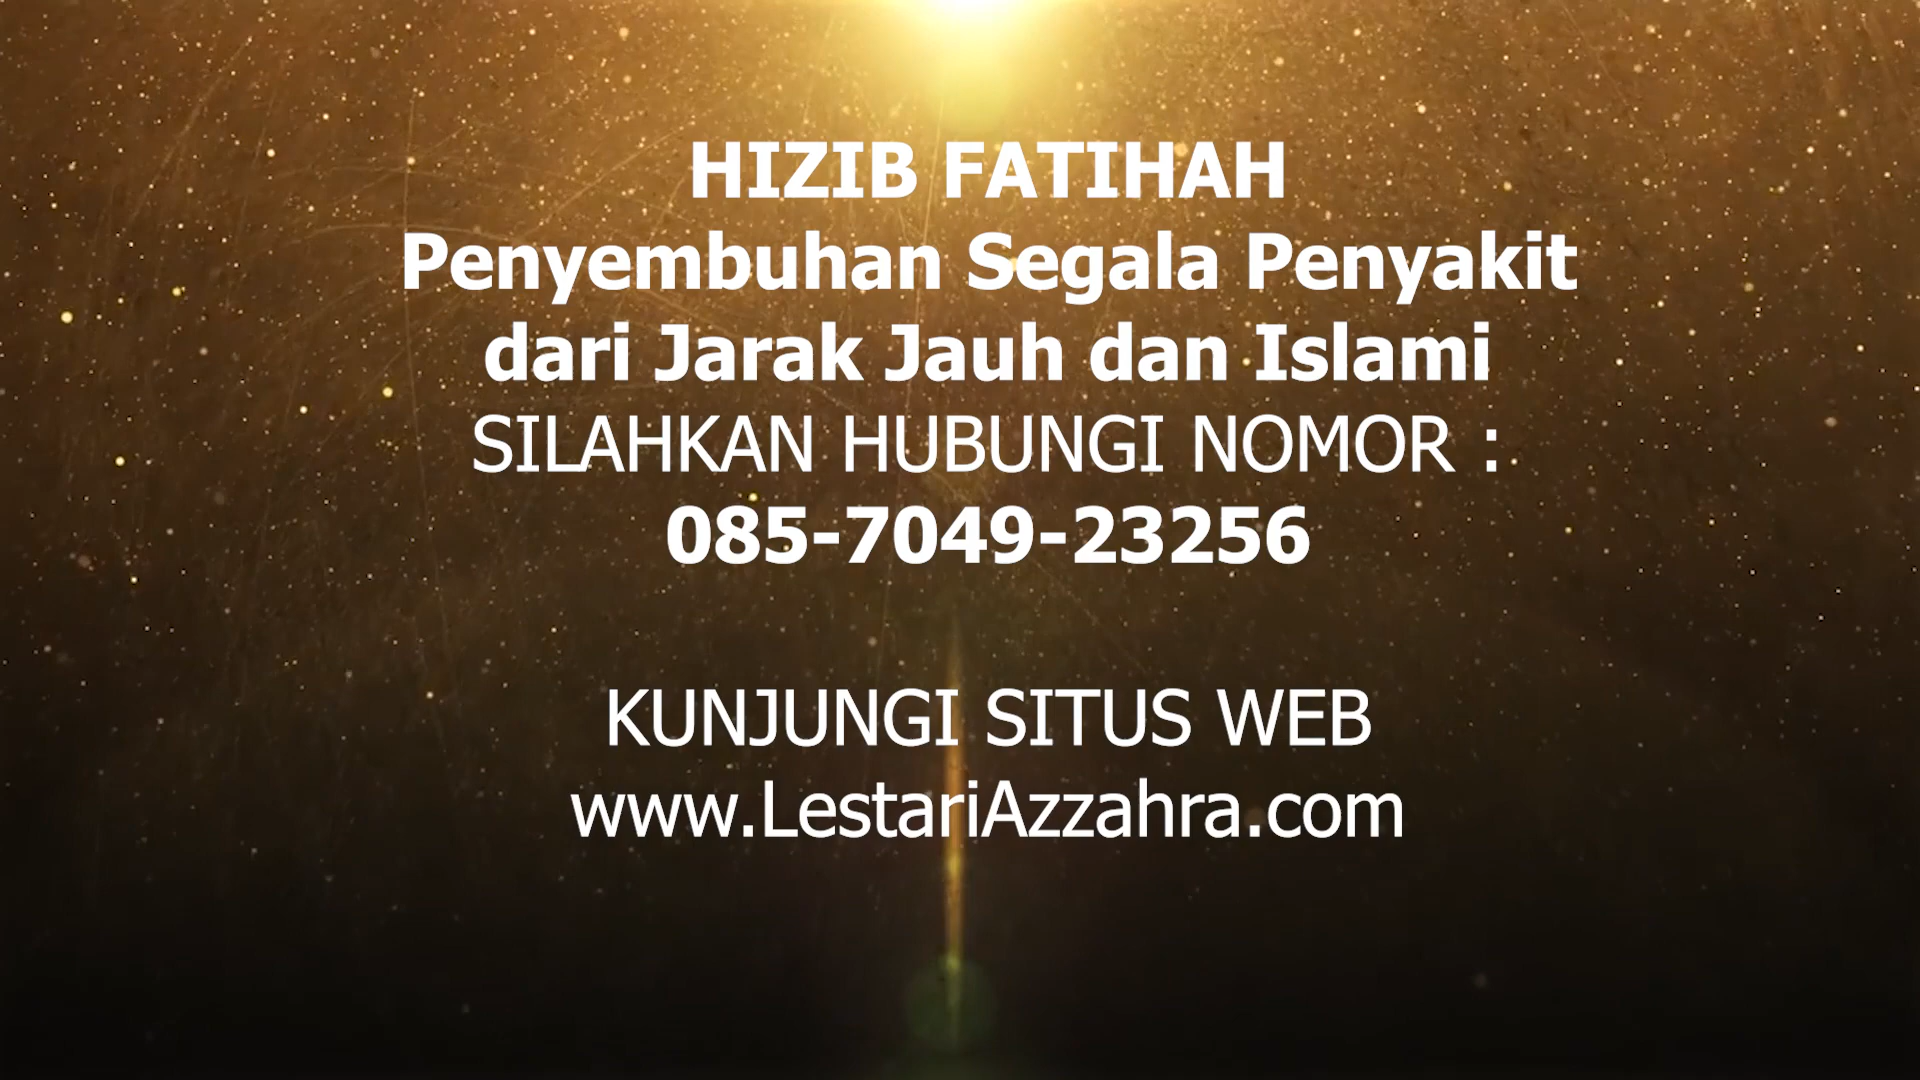 HIZIB FATIHAH
Penyembuhan Segala Penyakit
dari Jarak Jauh dan Islami
SILAHKAN HUBUNGI NOMOR :
085-7049-23256
KUNJUNGI SITUS WEB
www.LestariAzzahra.com